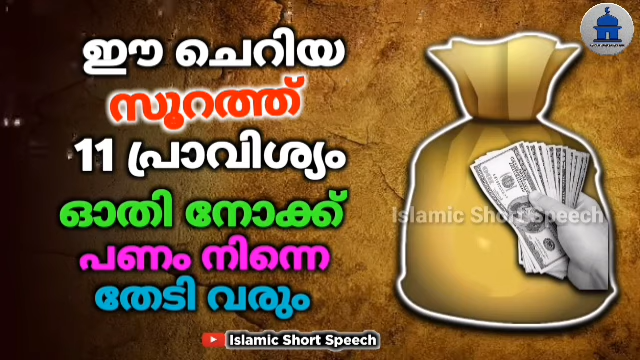 ഈ ചെറിയ
സൂറത്ത്
11 പ്രാവിശ്യം
ഓതി നോക്ക്
പണം നിന്നെ
തേടി വരും
Islamic Short Speech
Islamic Short Speech